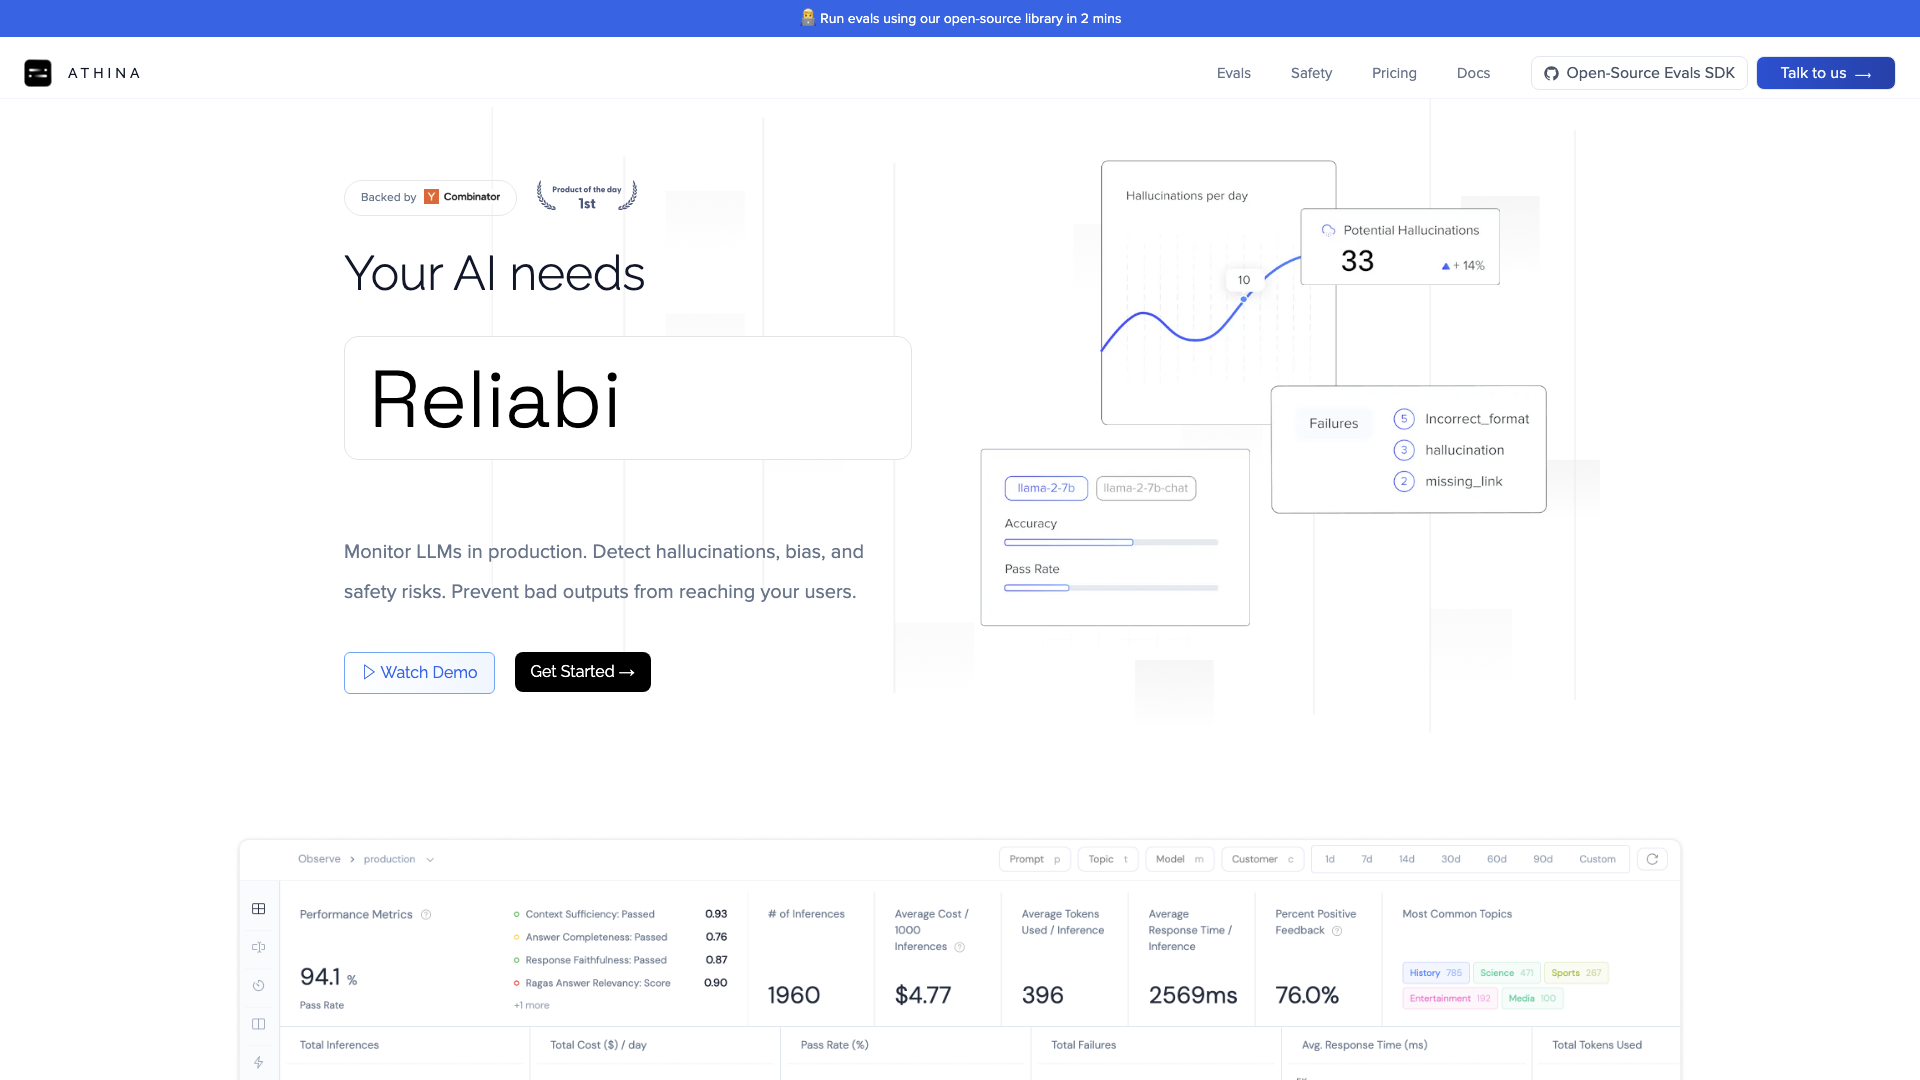 Run evals using our open-source library in 2 mins
ATHINA
Evals
Safety
Pricing
Docs
Open-Source Evals SDK
Talk to us →
Backed by Y Combinator
Product of the day
1st
Your AI needs
Reliabi
Monitor LLMs in production. Detect hallucinations, bias, and
safety risks. Prevent bad outputs from reaching your users.
Watch Demo
Get Started →
Hallucinations per day
10
Potential Hallucinations
33
+ 14%
Failures
5 Incorrect_format
3 hallucination
2 missing_link
llama-2-7b
llama-2-7b-chat
Accuracy
Pass Rate
Observe > production
Prompt p
Topic t
Model m
Customer c
1d
7d
14d
30d
60d
90d
Custom
Performance Metrics
94.1 %
Pass Rate
Context Sufficiency: Passed 0.93
Answer Completeness: Passed 0.76
Response Faithfulness: Passed 0.87
Ragas Answer Relevancy: Score 0.90
+1 more
# of Inferences
1960
Average Cost /
1000
Inferences
$4.77
Average Tokens
Used / Inference
396
Average
Response Time /
Inference
2569ms
Percent Positive
Feedback
76.0%
Most Common Topics
History 785
Science 471
Sports 267
Entertainment 192
Media 100
Total Inferences
Total Cost ($) / day
Pass Rate (%)
Total Failures
Avg. Response Time (ms)
Total Tokens Used